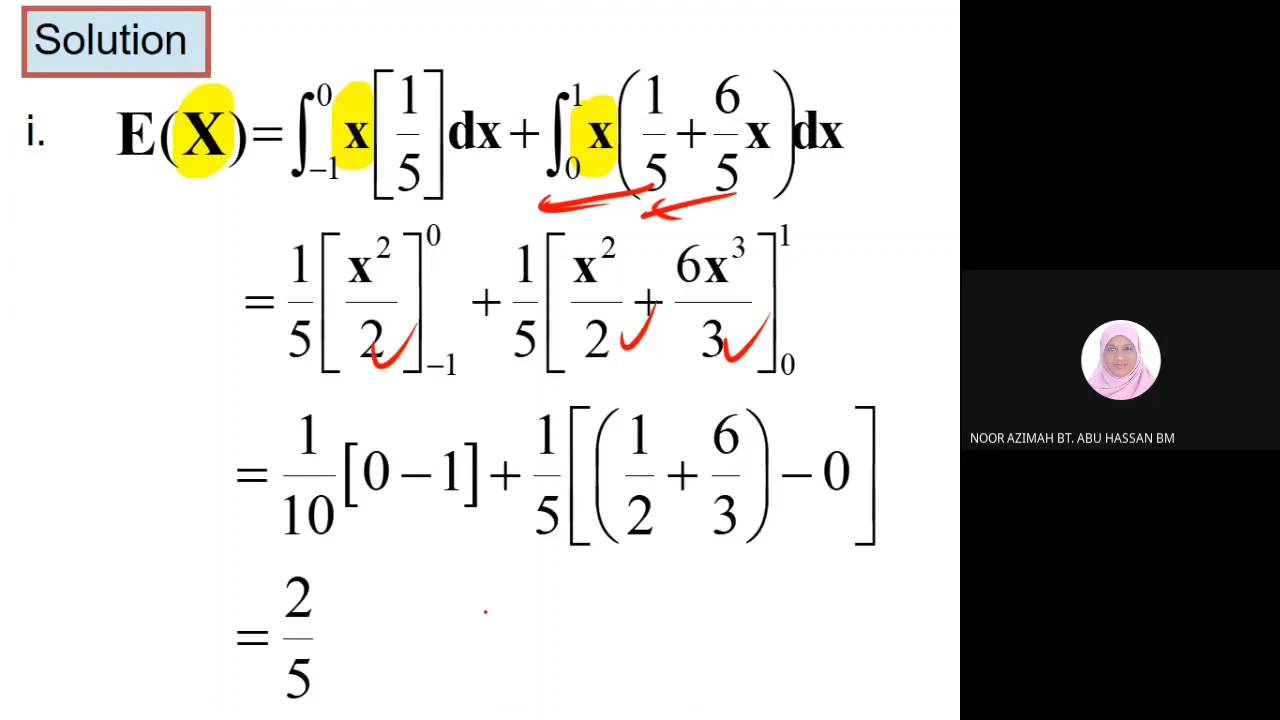 Solution
i. E(X) = ∫_{-1}^{0} x[1/5]dx + ∫_{0}^{1} x(1/5 + 6/5 x)dx
= 1/5 [x²/2]_{-1}^{0} + 1/5 [x²/2 + 6x³/3]_{0}^{1}
= 1/10 [0 − 1] + 1/5 [(1/2 + 6/3) − 0]
= 2/5
NOOR AZIMAH BT. ABU HASSAN BM